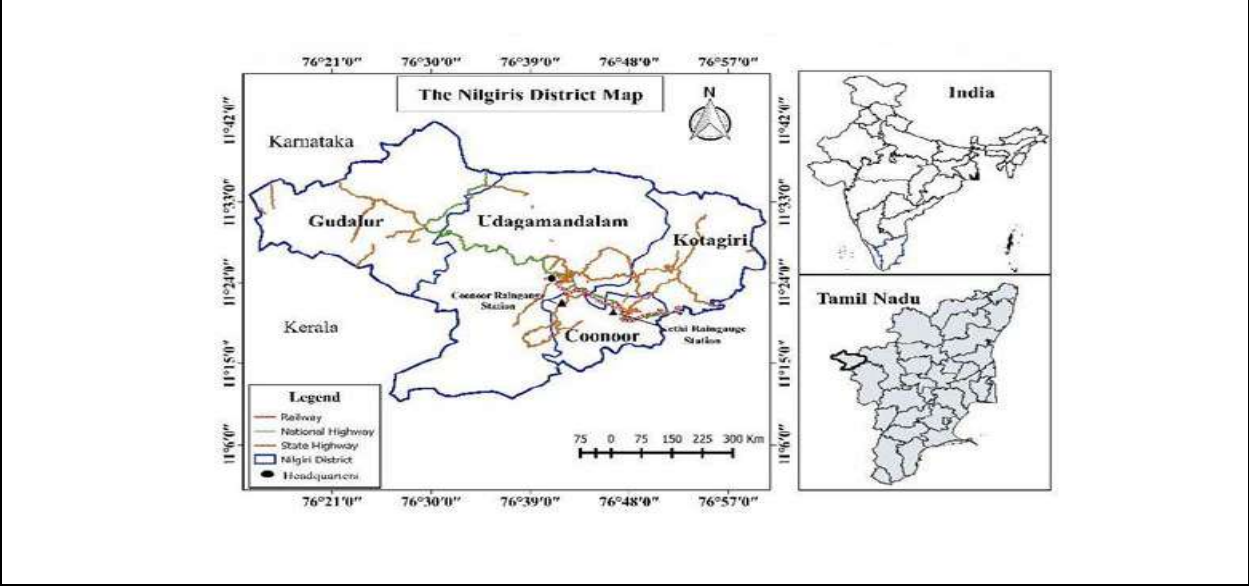 76°21'0" 76°30'0" 76°39'0" 76°48'0" 76°57'0"
The Nilgiris District Map
N
India
11°42'0"
11°42'0"
Karnataka
11°33'0"
11°33'0"
Gudalur
Udagamandalam
Kotagiri
11°24'0"
11°24'0"
Coonoor Raingauge
Station
Tamil Nadu
Kerala
Coonoor
Kethi Raingauge
Station
11°15'0"
11°15'0"
Legend
Railway
National Highway
State Highway
Nilgiri District
Headquarters
75 0 75 150 225 300 Km
11°6'0"
11°6'0"
76°21'0" 76°30'0" 76°39'0" 76°48'0" 76°57'0"